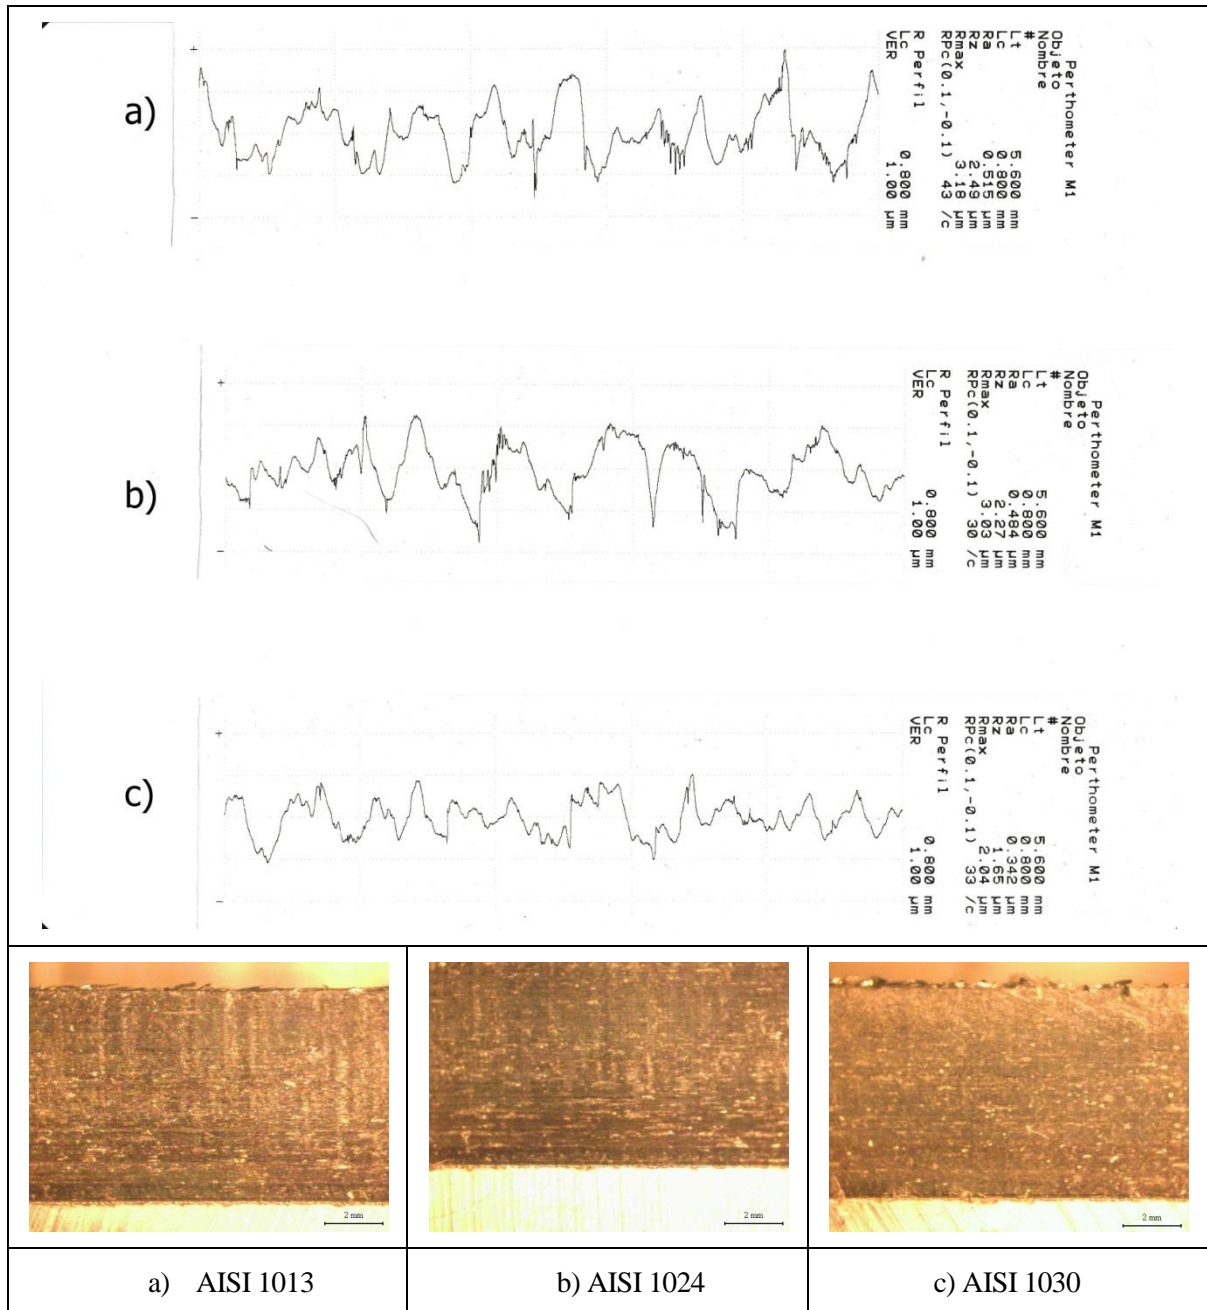 a)
+
-
Perthometer M1
Objeto
Nombre
#
Lt 5.600 mm
Lc 0.800 mm
Ra 0.515 µm
Rz 2.49 µm
Rmax 3.18 µm
RPc(0.1,-0.1) 43 /c
R Perfil
Lc 0.800 mm
VER 1.00 µm
b)
+
-
Perthometer M1
Objeto
Nombre
#
Lt 5.600 mm
Lc 0.800 mm
Ra 0.484 µm
Rz 2.27 µm
Rmax 3.03 µm
RPc(0.1,-0.1) 30 /c
R Perfil
Lc 0.800 mm
VER 1.00 µm
c)
+
-
Perthometer M1
Objeto
Nombre
#
Lt 5.600 mm
Lc 0.800 mm
Ra 0.342 µm
Rz 1.65 µm
Rmax 2.04 µm
RPc(0.1,-0.1) 33 /c
R Perfil
Lc 0.800 mm
VER 1.00 µm
2 mm
2 mm
2 mm
a) AISI 1013
b) AISI 1024
c) AISI 1030